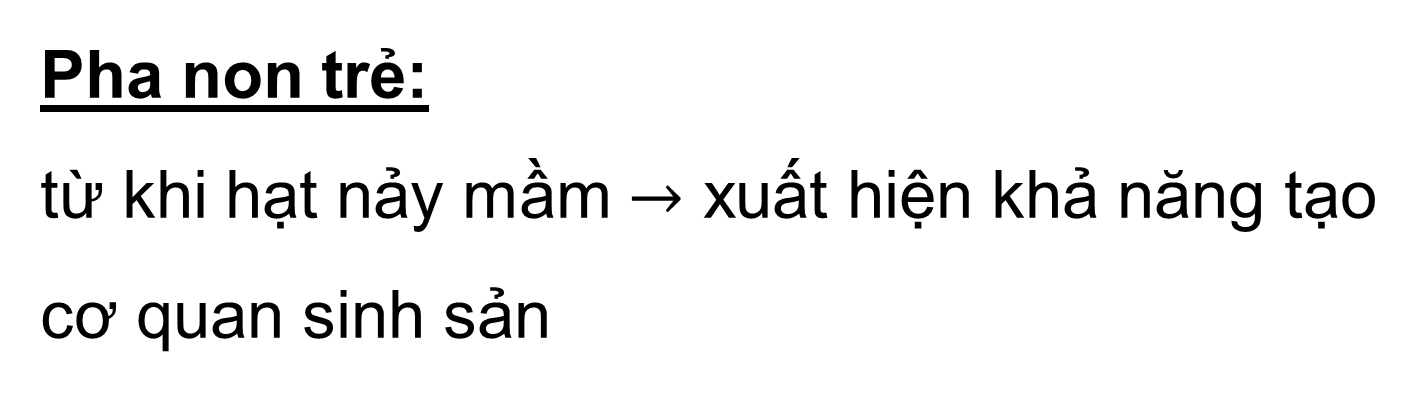 Pha non trẻ:
từ khi hạt nảy mầm → xuất hiện khả năng tạo
cơ quan sinh sản